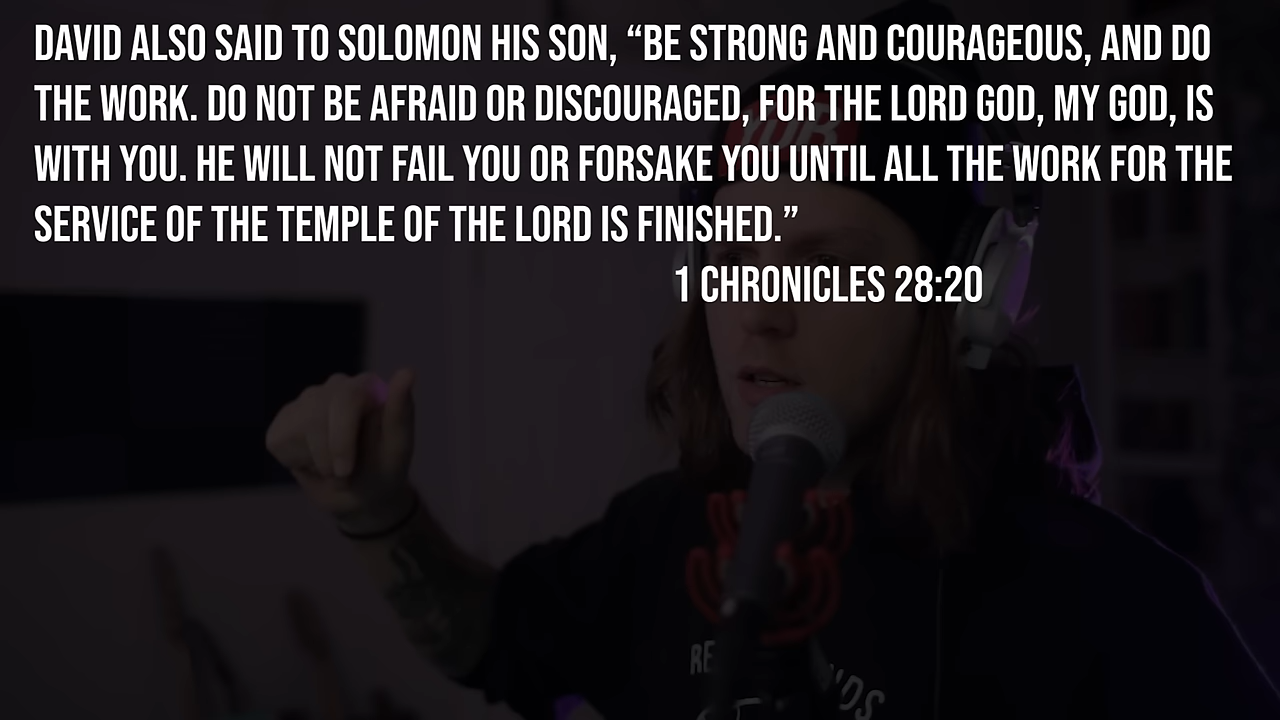 DAVID ALSO SAID TO SOLOMON HIS SON, “BE STRONG AND COURAGEOUS, AND DO
THE WORK. DO NOT BE AFRAID OR DISCOURAGED, FOR THE LORD GOD, MY GOD, IS
WITH YOU. HE WILL NOT FAIL YOU OR FORSAKE YOU UNTIL ALL THE WORK FOR THE
SERVICE OF THE TEMPLE OF THE LORD IS FINISHED.”
1 CHRONICLES 28:20